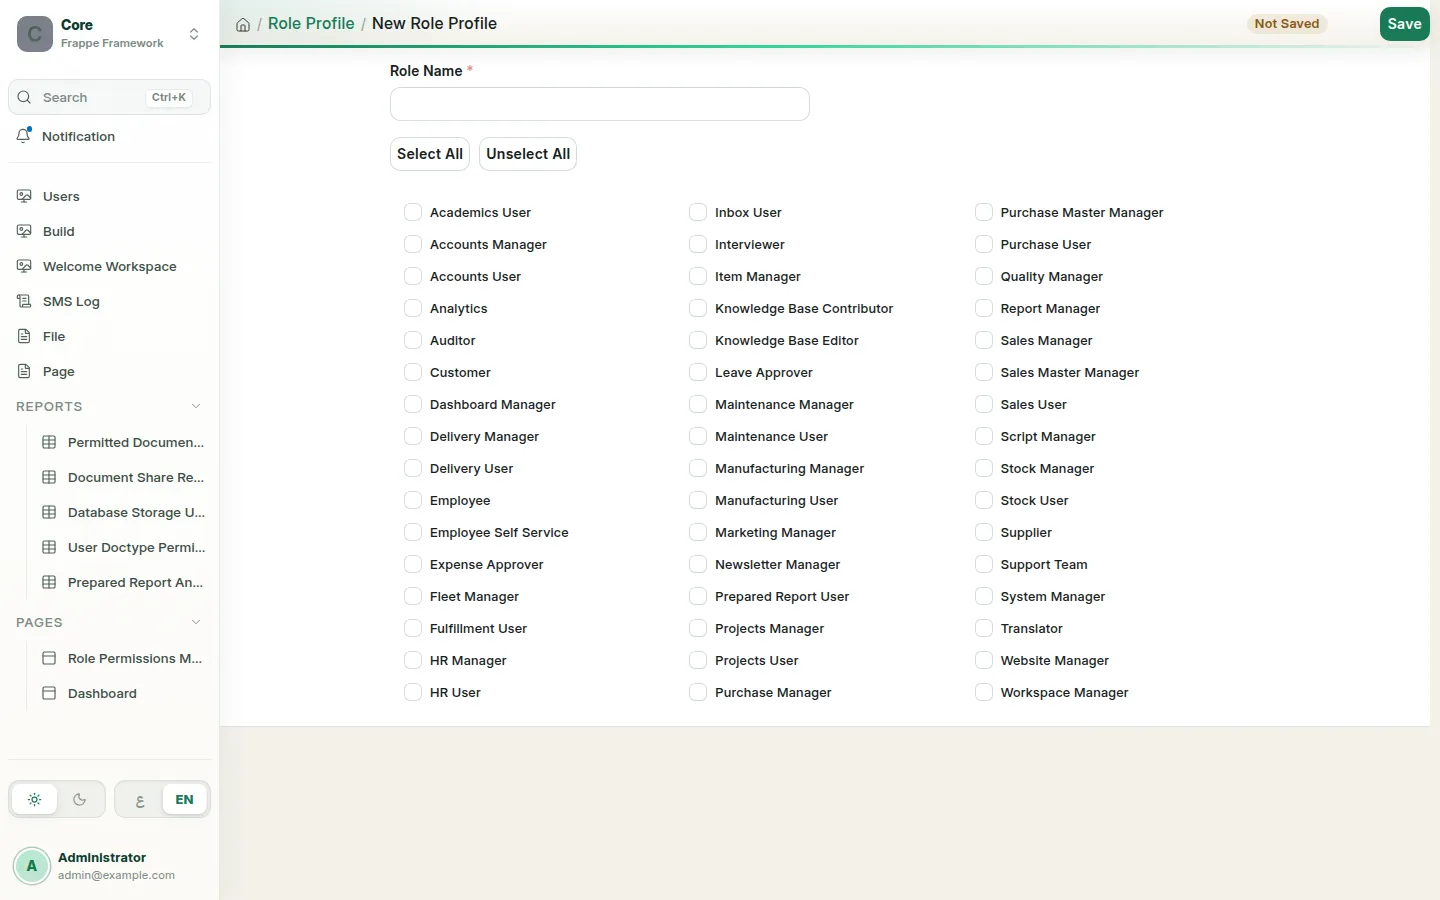 C
Core
Frappe Framework
Search
Ctrl+K
Notification
Users
Build
Welcome Workspace
SMS Log
File
Page
REPORTS
Permitted Documen...
Document Share Re...
Database Storage U...
User Doctype Permi...
Prepared Report An...
PAGES
Role Permissions M...
Dashboard
ع
EN
A
Administrator
admin@example.com
/ Role Profile / New Role Profile
Not Saved
Save
Role Name *
Select All
Unselect All
Academics User
Accounts Manager
Accounts User
Analytics
Auditor
Customer
Dashboard Manager
Delivery Manager
Delivery User
Employee
Employee Self Service
Expense Approver
Fleet Manager
Fulfillment User
HR Manager
HR User
Inbox User
Interviewer
Item Manager
Knowledge Base Contributor
Knowledge Base Editor
Leave Approver
Maintenance Manager
Maintenance User
Manufacturing Manager
Manufacturing User
Marketing Manager
Newsletter Manager
Prepared Report User
Projects Manager
Projects User
Purchase Manager
Purchase Master Manager
Purchase User
Quality Manager
Report Manager
Sales Manager
Sales Master Manager
Sales User
Script Manager
Stock Manager
Stock User
Supplier
Support Team
System Manager
Translator
Website Manager
Workspace Manager